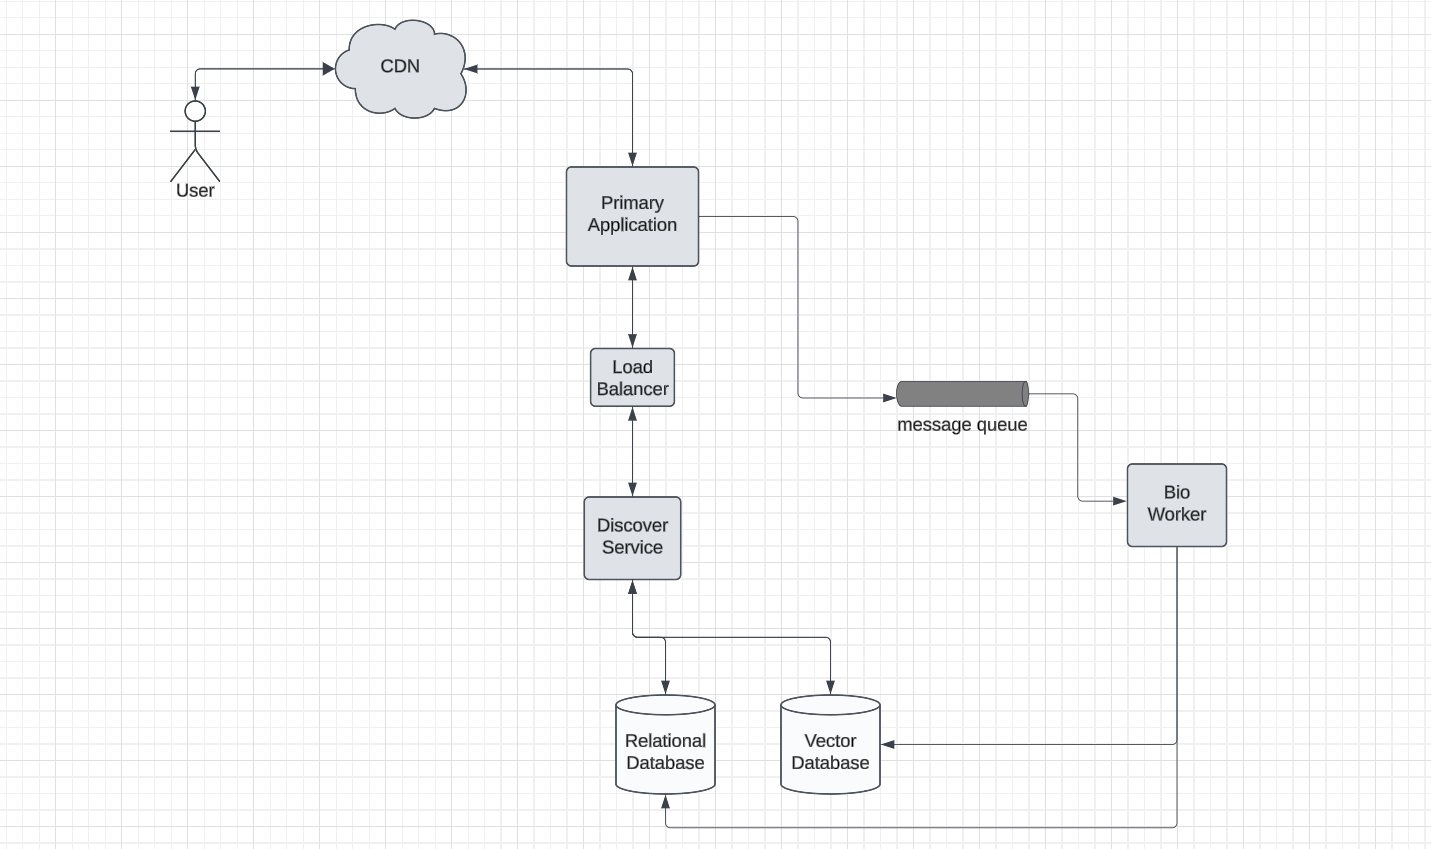 CDN
User
Primary
Application
Load
Balancer
message queue
Bio
Worker
Discover
Service
Relational
Database
Vector
Database